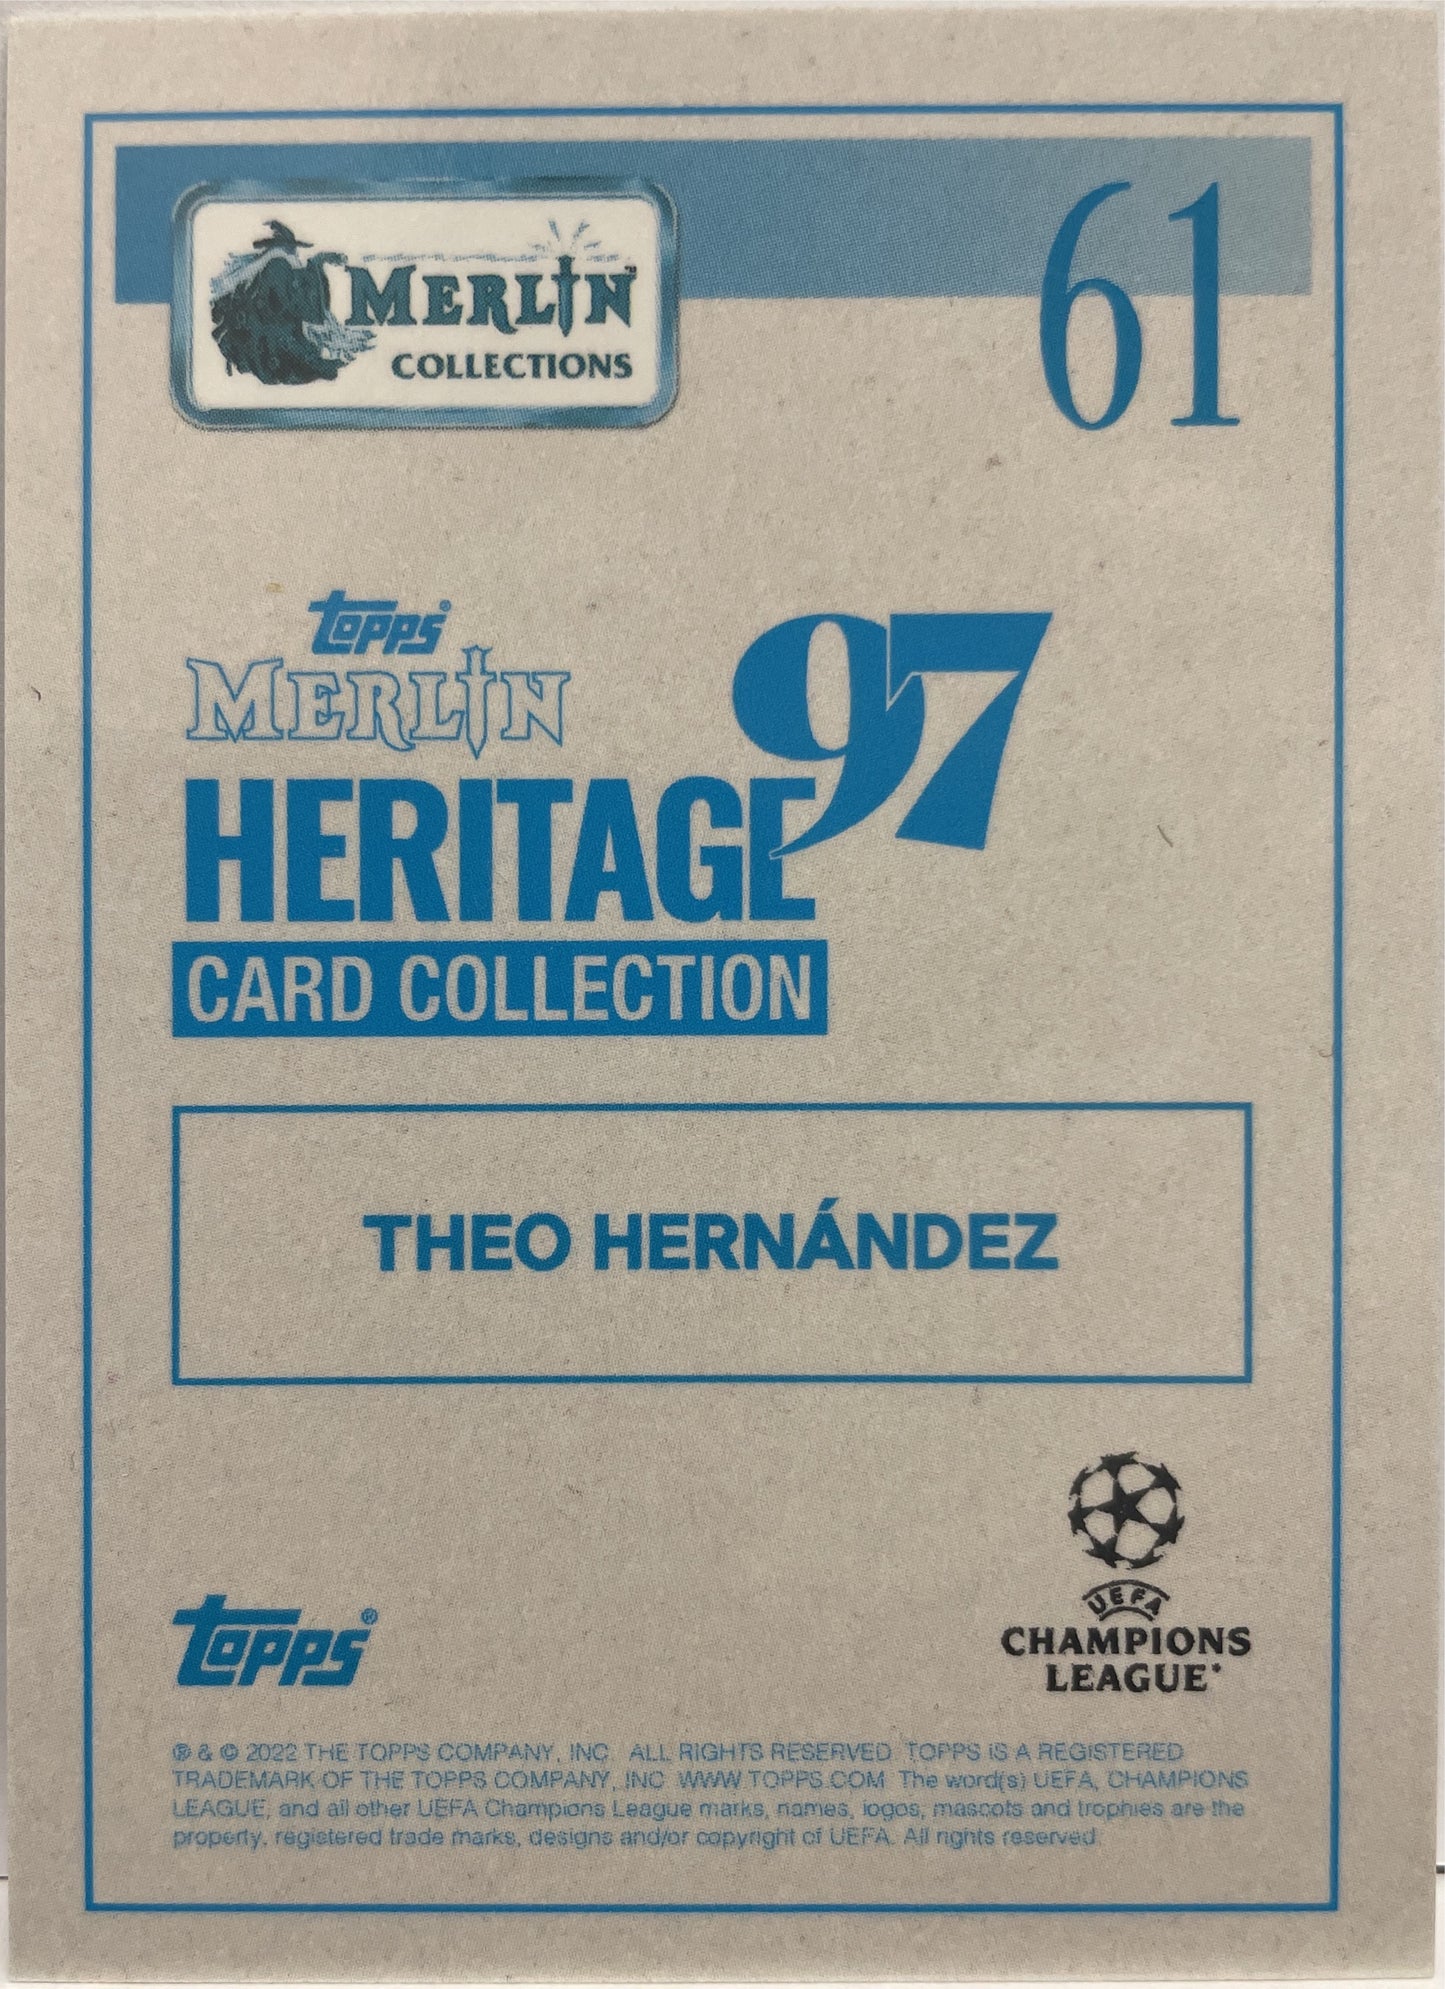 MERLIN™
COLLECTIONS
61
topps®
MERLIN
HERITAGE 97
CARD COLLECTION
THEO HERNÁNDEZ
UEFA
CHAMPIONS
LEAGUE®
topps®
® & © 2022 THE TOPPS COMPANY, INC. ALL RIGHTS RESERVED. TOPPS IS A REGISTERED
TRADEMARK OF THE TOPPS COMPANY, INC. WWW.TOPPS.COM The word(s) UEFA, CHAMPIONS
LEAGUE, and all other UEFA Champions League marks, names, logos, mascots and trophies are the
property, registered trade marks, designs and/or copyright of UEFA. All rights reserved.